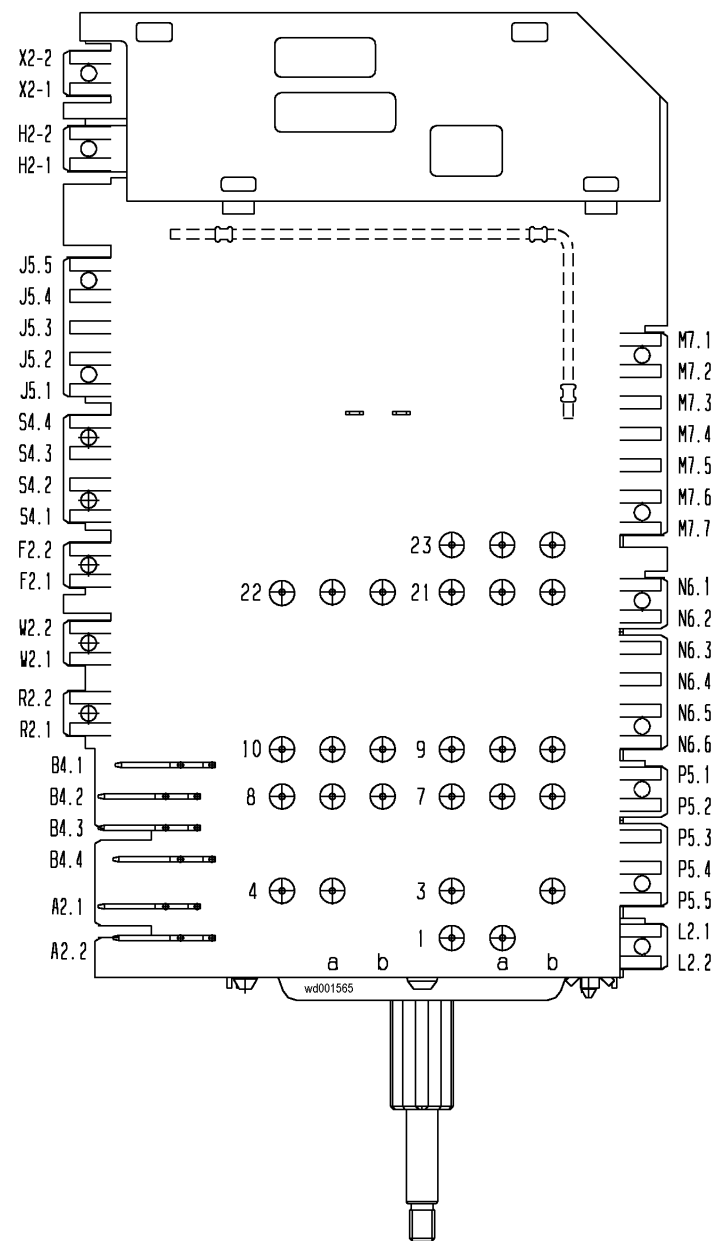 X2-2
X2-1
H2-2
H2-1
J5.5
J5.4
J5.3
J5.2
J5.1
S4.4
S4.3
S4.2
S4.1
F2.2
F2.1
W2.2
W2.1
R2.2
R2.1
B4.1
B4.2
B4.3
B4.4
A2.1
A2.2
23
22 21
10 9
8 7
4 3
1
a b a b
wd001565
M7.1
M7.2
M7.3
M7.4
M7.5
M7.6
M7.7
N6.1
N6.2
N6.3
N6.4
N6.5
N6.6
P5.1
P5.2
P5.3
P5.4
P5.5
L2.1
L2.2